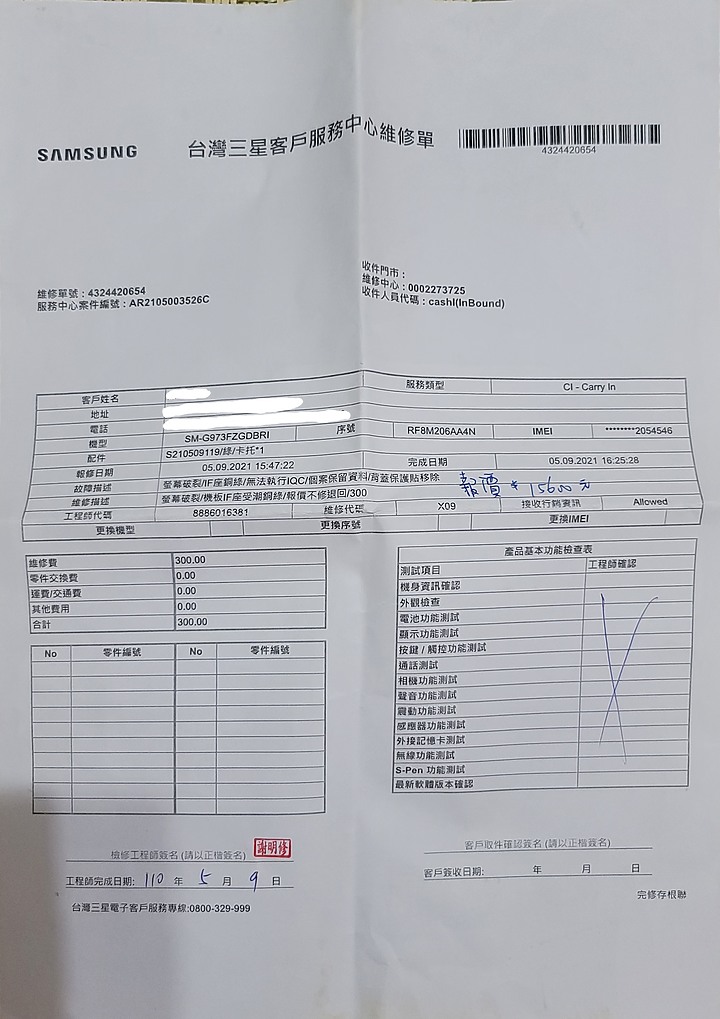 SAMSUNG
台灣三星客戶服務中心維修單
4324420654
維修單號：4324420654
服務中心案件編號：AR2105003526C
收件門市：
維修中心：0002273725
收件人員代碼：cashl(InBound)
客戶姓名 服務類型 CI - Carry In
地址
電話
機型 SM-G973FZGDBRI 序號 RF8M206AA4N IMEI ********2054546
配件 S210509119/綠/卡托*1
報修日期 05.09.2021 15:47:22 完成日期 05.09.2021 16:25:28
故障描述 螢幕破裂/IF座銅綠/無法執行IQC/個案保留資料/背蓋保護貼移除
報價 15600元
維修描述 螢幕破裂/機板IF座受潮銅綠/報價不修退回/300
工程師代碼 8886016381 維修代碼 X09 接收行銷資訊 Allowed
更換機型 更換序號 更換IMEI
維修費 300.00
零件交換費 0.00
運費/交通費 0.00
其他費用 0.00
合計 300.00
No 零件編號 No 零件編號
產品基本功能檢查表
測試項目 工程師確認
機身資訊確認
外觀檢查
電池功能測試
顯示功能測試
按鍵 / 觸控功能測試
通話測試
相機功能測試
聲音功能測試
震動功能測試
感應器功能測試
外接記憶卡測試
無線功能測試
S-Pen 功能測試
最新軟體版本確認
謝明修
檢修工程師簽名 (請以正楷簽名)
工程師完成日期: 110 年 5 月 9 日
台灣三星電子客戶服務專線:0800-329-999
客戶收件確認簽名 (請以正楷簽名)
客戶簽收日期: 年 月 日
完修存根聯